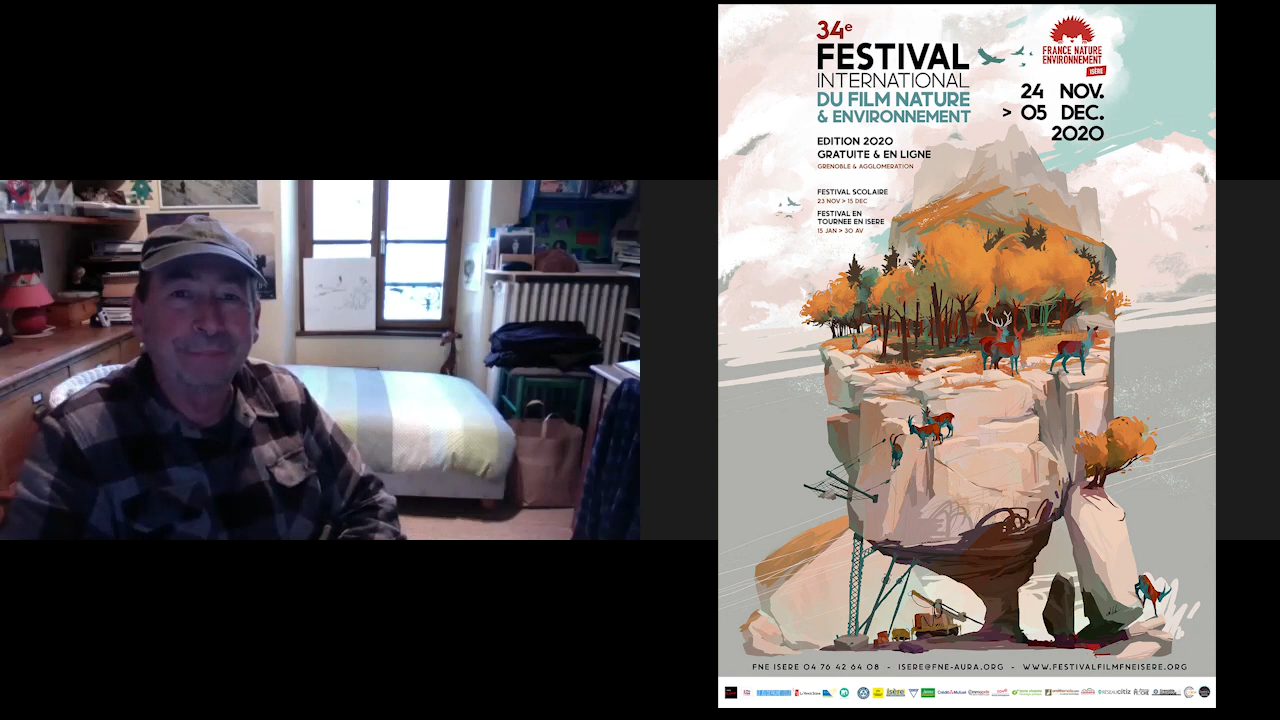 34e
FESTIVAL
INTERNATIONAL
DU FILM NATURE
& ENVIRONNEMENT
FRANCE NATURE
ENVIRONNEMENT
ISÈRE
24 NOV.
> 05 DEC.
2020
EDITION 2020
GRATUITE & EN LIGNE
GRENOBLE & AGGLOMERATION
FESTIVAL SCOLAIRE
23 NOV > 15 DEC
FESTIVAL EN
TOURNEE EN ISERE
15 JAN > 30 AV
FNE ISERE 04 76 42 64 08 - ISERE@FNE-AURA.ORG - WWW.FESTIVALFILMFNEISERE.ORG